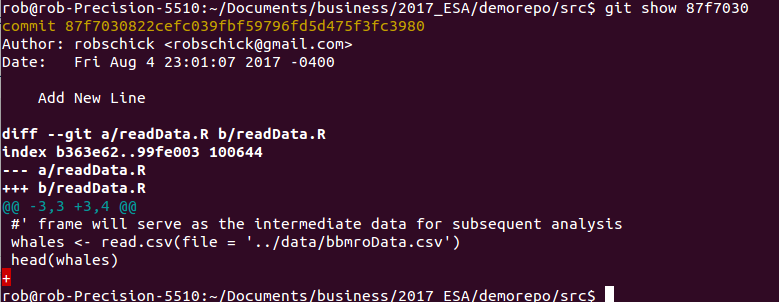 rob@rob-Precision-5510:~/Documents/business/2017_ESA/demorepo/src$ git show 87f7030
commit 87f7030822cefc039fbf59796fd5d475f3fc3980
Author: robschick <robschick@gmail.com>
Date:   Fri Aug 4 23:01:07 2017 -0400

    Add New Line

diff --git a/readData.R b/readData.R
index b363e62..99fe003 100644
--- a/readData.R
+++ b/readData.R
@@ -3,3 +3,4 @@
 #' frame will serve as the intermediate data for subsequent analysis
 whales <- read.csv(file = '../data/bbmroData.csv')
 head(whales)
+
rob@rob-Precision-5510:~/Documents/business/2017_ESA/demorepo/src$